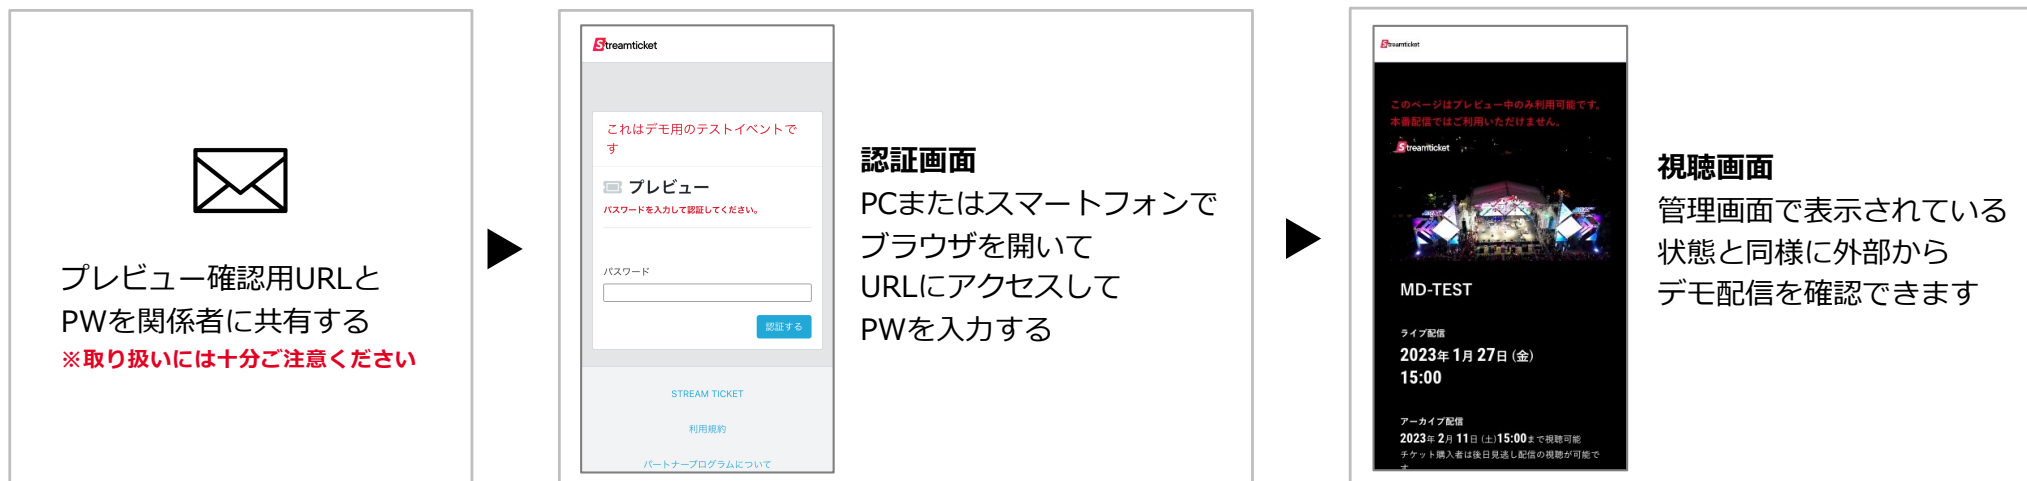 プレビュー確認用URLと
PWを関係者に共有する
※取り扱いには十分ご注意ください
Streamticket
これはデモ用のテストイベントで
す
プレビュー
パスワードを入力して認証してください。
パスワード
認証する
STREAM TICKET
利用規約
パートナープログラムについて
認証画面
PCまたはスマートフォンで
ブラウザを開いて
URLにアクセスして
PWを入力する
Streamticket
このページはプレビュー中のみ利用可能です。
本番配信ではご利用いただけません。
Streamticket
MD-TEST
ライブ配信
2023年 1月 27日 (金)
15:00
アーカイブ配信
2023年 2月 11日 (土)15:00まで視聴可能
チケット購入者は後日見逃し配信の視聴が可能で
す
視聴画面
管理画面で表示されている
状態と同様に外部から
デモ配信を確認できます